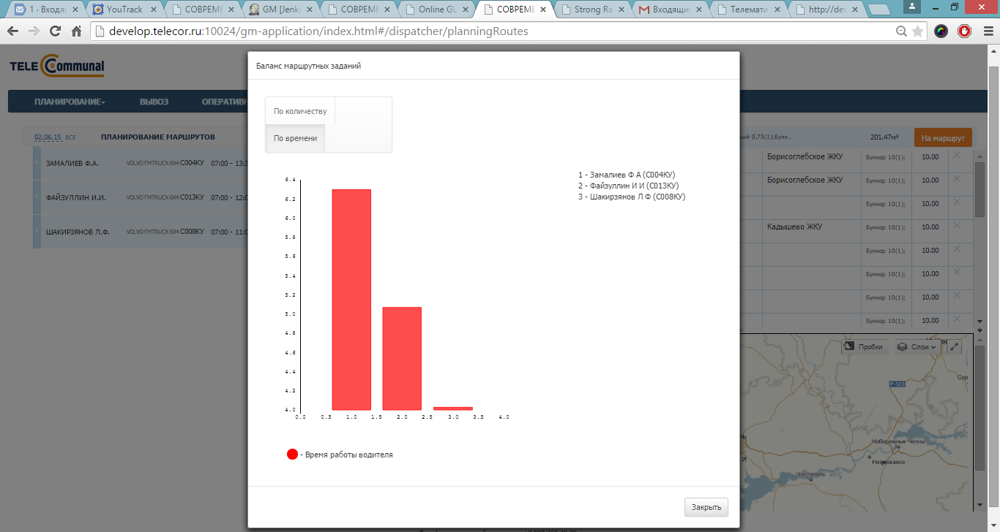 1 · Входящ
YouTrack
СОВРЕМЕ
GM [Jenki
СОВРЕМЕ
Online GU
СОВРЕМЕ
Strong Ra
Входящи
Телемати
http://dev
develop.telecor.ru:10024/gm-application/index.html#/dispatcher/planningRoutes
TELE Communal
ПЛАНИРОВАНИЕ ВЫВОЗ ОПЕРАТИВН
02.06.15 ВСЕ ПЛАНИРОВАНИЕ МАРШРУТОВ
ЗАМАЛИЕВ Ф.А. VOLVO FMTRUCK 6X4 С004КУ 07:00 - 13:
ФАЙЗУЛЛИН И.И. VOLVO FMTRUCK 6X4 С013КУ 07:00 - 12:0
ШАКИРЗЯНОВ Л.Ф. VOLVO FMTRUCK 6X4 С008КУ 07:00 - 11:0
Баланс маршрутных заданий
По количеству
По времени
6.4
6.2
6.0
5.8
5.6
5.4
5.2
5.0
4.8
4.6
4.4
4.2
4.0
0.0 0.5 1.0 1.5 2.0 2.5 3.0 3.5 4.0
1 - Замалиев Ф А (С004КУ)
2 - Файзуллин И И (С013КУ)
3 - Шакирзянов Л Ф (С008КУ)
- Время работы водителя
Закрыть
ый 0,75(1);Бунк... 201.47м³ На маршрут
Борисоглебское ЖКУ Бункер 10(1); 10.00
Борисоглебское ЖКУ Бункер 10(1); 10.00
Бункер 10(1); 10.00
Кадышево ЖКУ Бункер 10(1); 10.00
Бункер 10(1); 10.00
Бункер 10(1); 10.00
Бункер 10(1); 10.00
Бункер 10(1); 10.00
Пробки Слои
Сар
Р-320
Набережные Челны
Нижнекамск
Чистополь